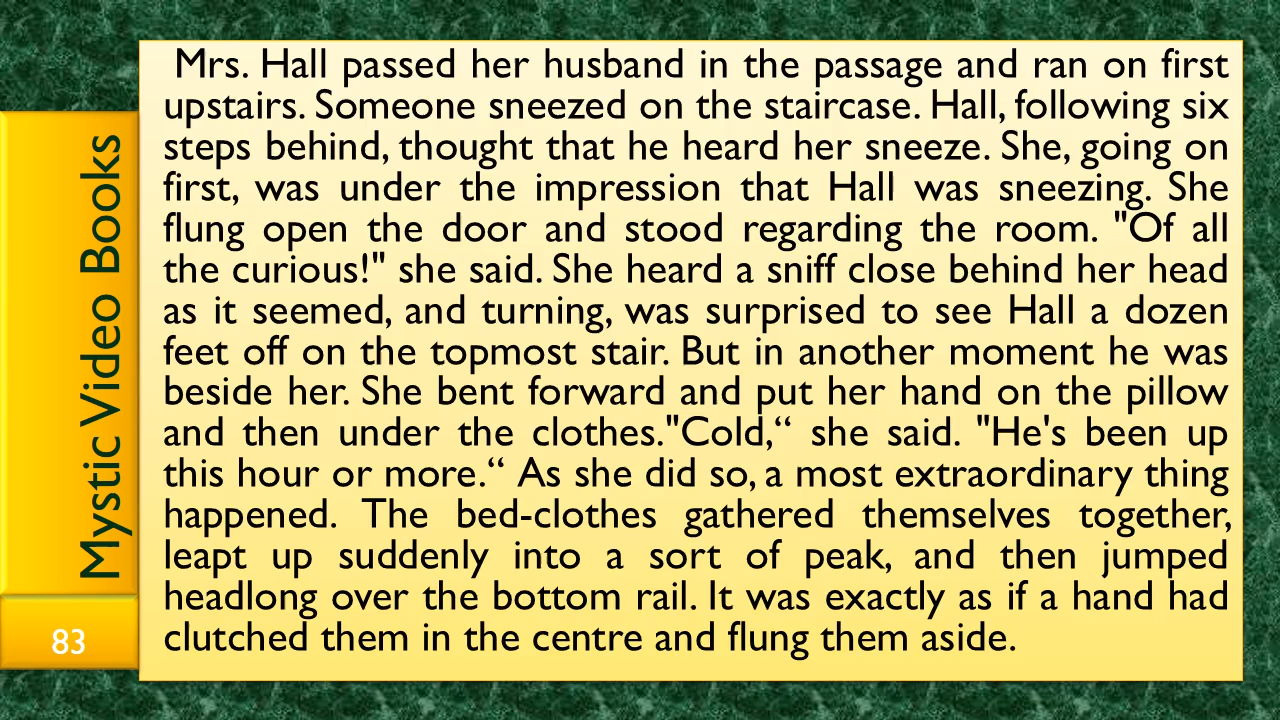 Mrs. Hall passed her husband in the passage and ran on first
upstairs. Someone sneezed on the staircase. Hall, following six
steps behind, thought that he heard her sneeze. She, going on
first, was under the impression that Hall was sneezing. She
flung open the door and stood regarding the room. "Of all
the curious!" she said. She heard a sniff close behind her head
as it seemed, and turning, was surprised to see Hall a dozen
feet off on the topmost stair. But in another moment he was
beside her. She bent forward and put her hand on the pillow
and then under the clothes."Cold,“ she said. "He's been up
this hour or more.“ As she did so, a most extraordinary thing
happened. The bed-clothes gathered themselves together,
leapt up suddenly into a sort of peak, and then jumped
headlong over the bottom rail. It was exactly as if a hand had
clutched them in the centre and flung them aside.
Mystic Video Books
83